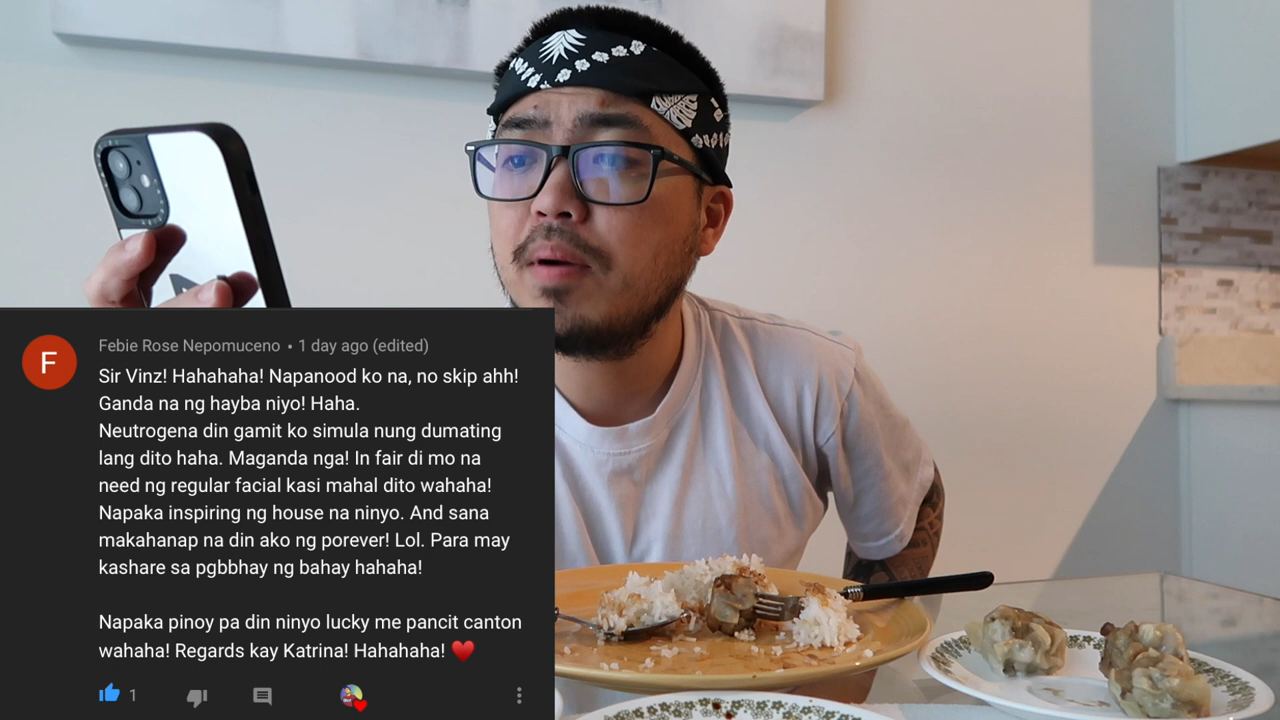 F
Febie Rose Nepomuceno • 1 day ago (edited)
Sir Vinz! Hahahaha! Napanood ko na, no skip ahh!
Ganda na ng hayba niyo! Haha.
Neutrogena din gamit ko simula nung dumating
lang dito haha. Maganda nga! In fair di mo na
need ng regular facial kasi mahal dito wahaha!
Napaka inspiring ng house na ninyo. And sana
makahanap na din ako ng porever! Lol. Para may
kashare sa pgbbhay ng bahay hahaha!
Napaka pinoy pa din ninyo lucky me pancit canton
wahaha! Regards kay Katrina! Hahahaha! ❤️
1